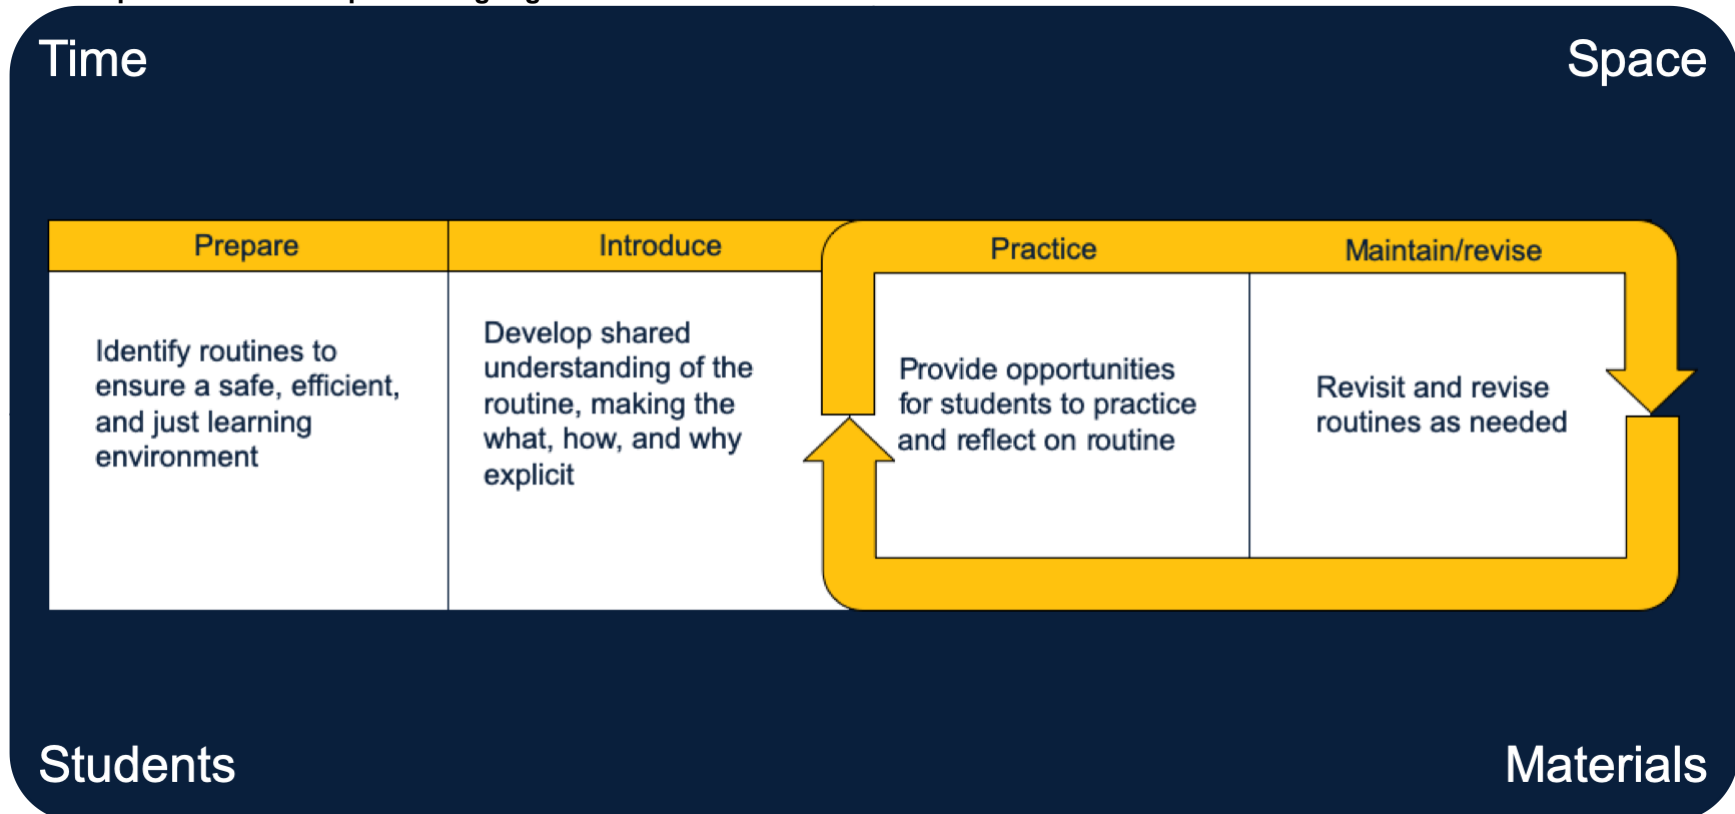 Time
Space
Prepare
Introduce
Practice
Maintain/revise
Identify routines to
ensure a safe, efficient,
and just learning
environment
Develop shared
understanding of the
routine, making the
what, how, and why
explicit
Provide opportunities
for students to practice
and reflect on routine
Revisit and revise
routines as needed
Students
Materials